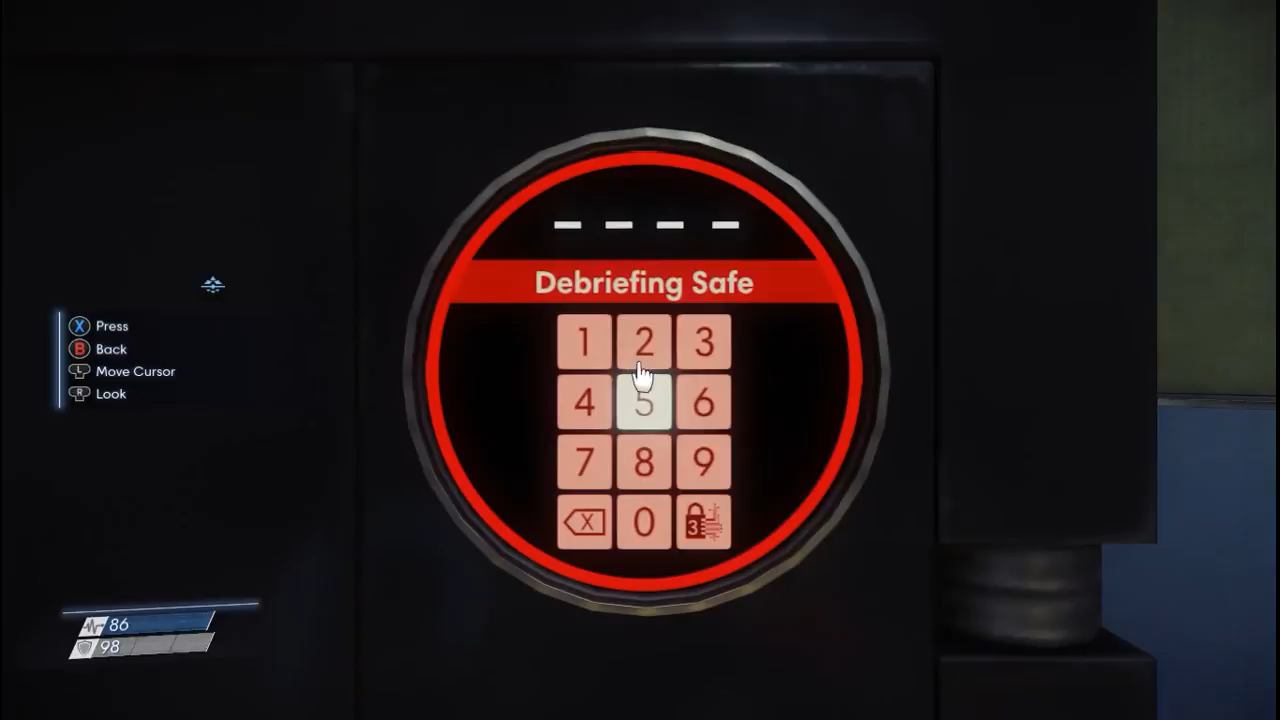 Debriefing Safe
1 2 3
4 5 6
7 8 9
X 0 3
X Press
B Back
L Move Cursor
R Look
86
98